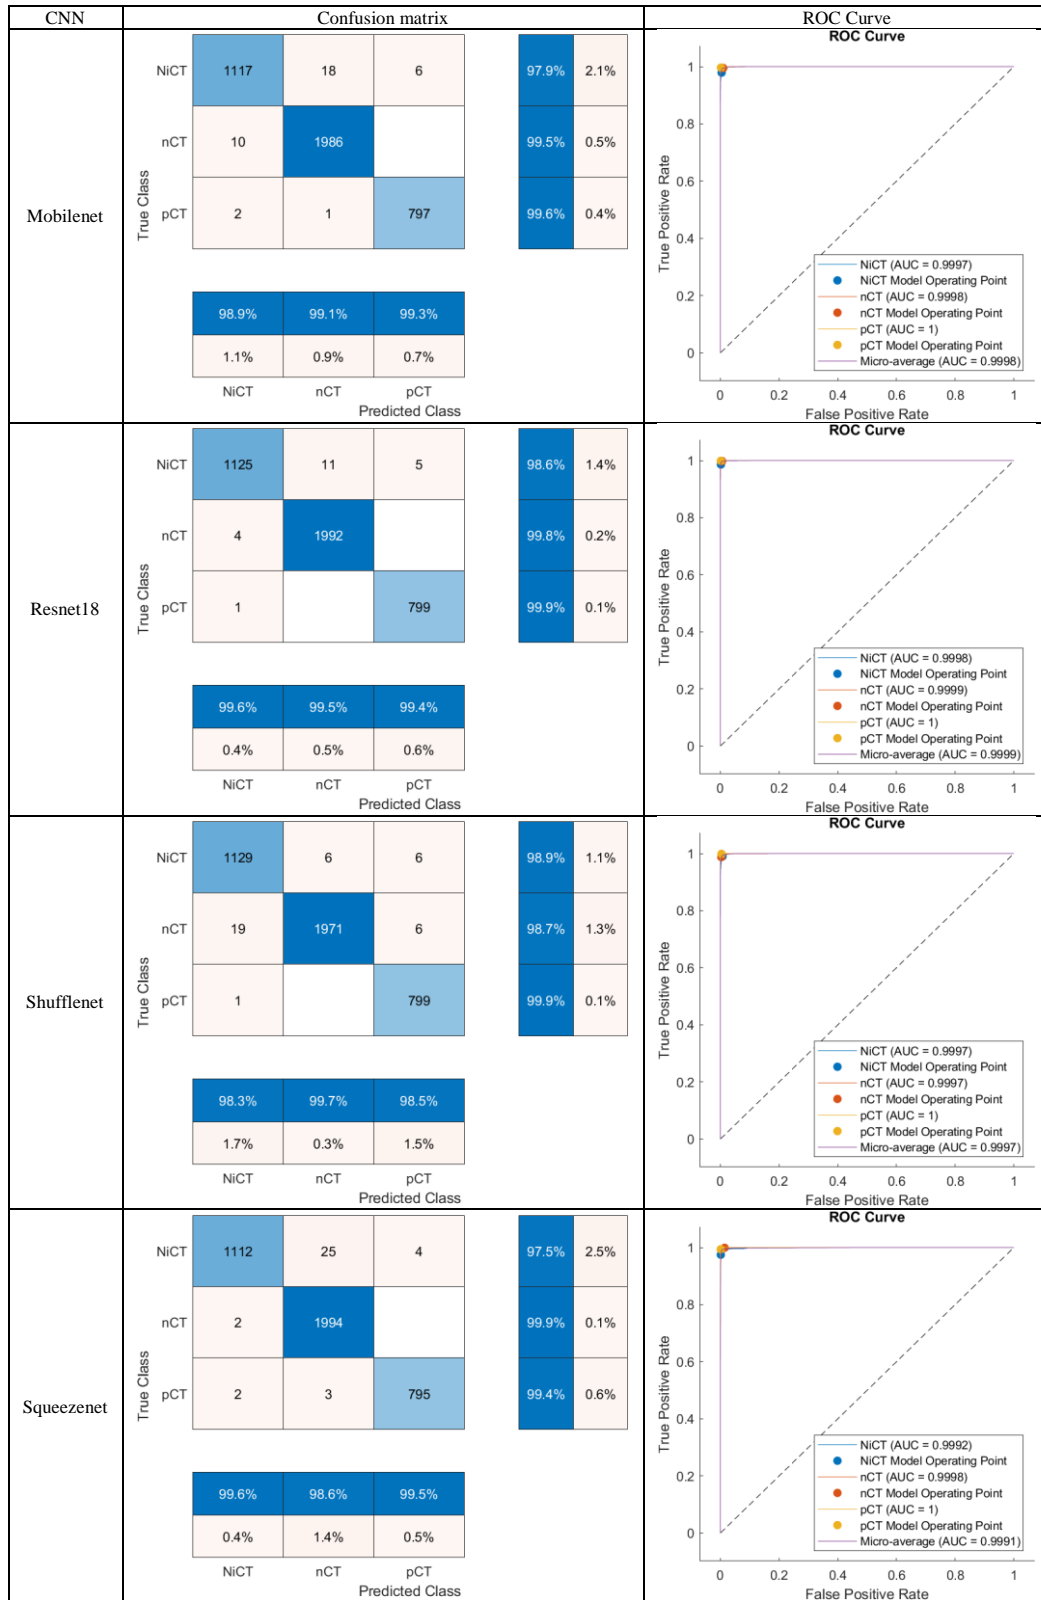 CNN Confusion matrix ROC Curve
Mobilenet
True Class
NiCT 1117 18 6 97.9% 2.1%
nCT 10 1986 99.5% 0.5%
pCT 2 1 797 99.6% 0.4%
98.9% 99.1% 99.3%
1.1% 0.9% 0.7%
NiCT nCT pCT
Predicted Class
ROC Curve
True Positive Rate
1
0.8
0.6
0.4
0.2
0
NiCT (AUC = 0.9997)
NiCT Model Operating Point
nCT (AUC = 0.9998)
nCT Model Operating Point
pCT (AUC = 1)
pCT Model Operating Point
Micro-average (AUC = 0.9998)
0 0.2 0.4 0.6 0.8 1
False Positive Rate
Resnet18
True Class
NiCT 1125 11 5 98.6% 1.4%
nCT 4 1992 99.8% 0.2%
pCT 1 799 99.9% 0.1%
99.6% 99.5% 99.4%
0.4% 0.5% 0.6%
NiCT nCT pCT
Predicted Class
ROC Curve
True Positive Rate
1
0.8
0.6
0.4
0.2
0
NiCT (AUC = 0.9998)
NiCT Model Operating Point
nCT (AUC = 0.9999)
nCT Model Operating Point
pCT (AUC = 1)
pCT Model Operating Point
Micro-average (AUC = 0.9999)
0 0.2 0.4 0.6 0.8 1
False Positive Rate
Shufflenet
True Class
NiCT 1129 6 6 98.9% 1.1%
nCT 19 1971 6 98.7% 1.3%
pCT 1 799 99.9% 0.1%
98.3% 99.7% 98.5%
1.7% 0.3% 1.5%
NiCT nCT pCT
Predicted Class
ROC Curve
True Positive Rate
1
0.8
0.6
0.4
0.2
0
NiCT (AUC = 0.9997)
NiCT Model Operating Point
nCT (AUC = 0.9997)
nCT Model Operating Point
pCT (AUC = 1)
pCT Model Operating Point
Micro-average (AUC = 0.9997)
0 0.2 0.4 0.6 0.8 1
False Positive Rate
Squeezenet
True Class
NiCT 1112 25 4 97.5% 2.5%
nCT 2 1994 99.9% 0.1%
pCT 2 3 795 99.4% 0.6%
99.6% 98.6% 99.5%
0.4% 1.4% 0.5%
NiCT nCT pCT
Predicted Class
ROC Curve
True Positive Rate
1
0.8
0.6
0.4
0.2
0
NiCT (AUC = 0.9992)
NiCT Model Operating Point
nCT (AUC = 0.9998)
nCT Model Operating Point
pCT (AUC = 1)
pCT Model Operating Point
Micro-average (AUC = 0.9991)
0 0.2 0.4 0.6 0.8 1
False Positive Rate